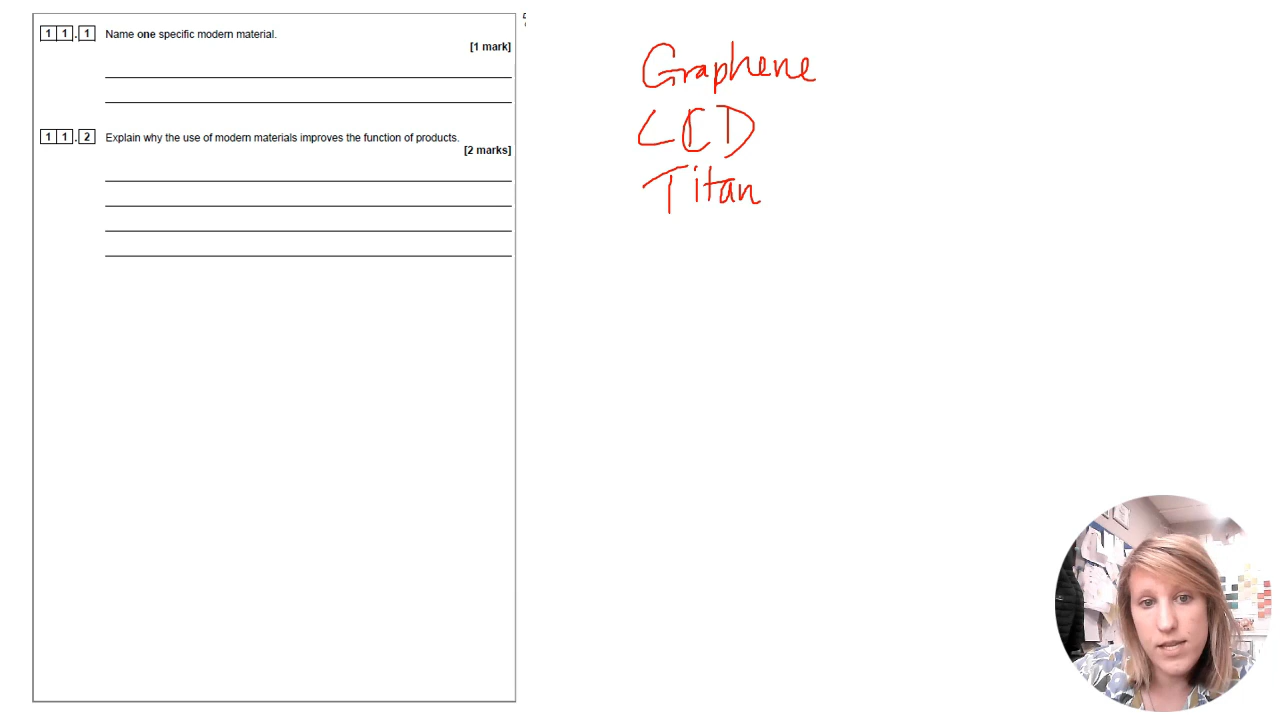 11.1 Name one specific modern material.
[1 mark]
11.2 Explain why the use of modern materials improves the function of products.
[2 marks]
Graphene
LCD
Titan